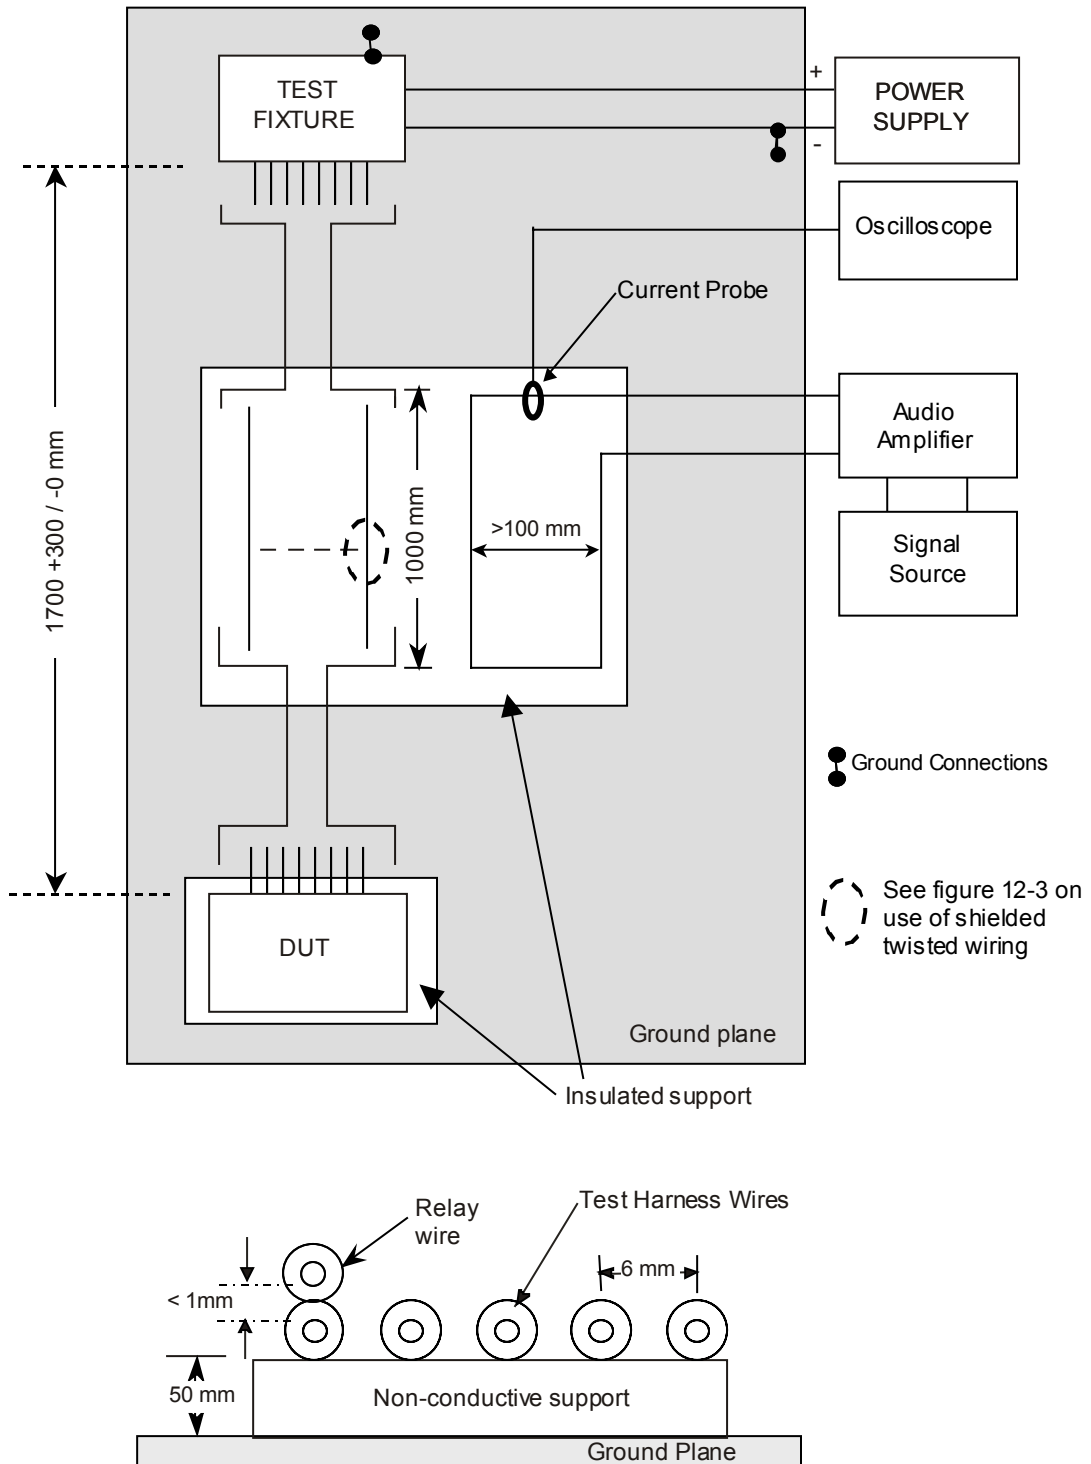 TEST
FIXTURE
+
-
POWER
SUPPLY
Oscilloscope
Current Probe
Audio
Amplifier
Signal
Source
1700 +300 / -0 mm
1000 mm
>100 mm
Ground Connections
See figure 12-3 on
use of shielded
twisted wiring
DUT
Ground plane
Insulated support
Relay
wire
Test Harness Wires
6 mm
< 1mm
50 mm
Non-conductive support
Ground Plane